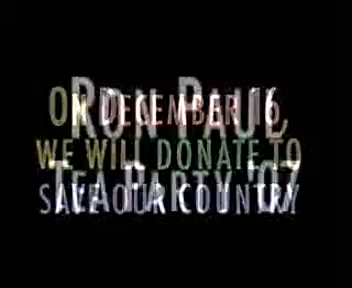 ON DECEMBER 16,
RON PAUL
WE WILL DONATE TO
TEA PARTY '07
SAVE OUR COUNTRY